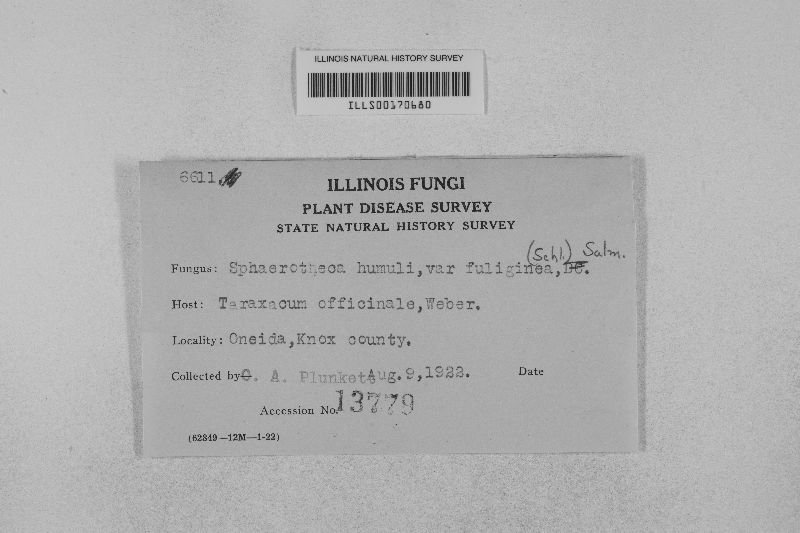 ILLINOIS NATURAL HISTORY SURVEY
ILLS00170680
6611
ILLINOIS FUNGI
PLANT DISEASE SURVEY
STATE NATURAL HISTORY SURVEY
(Schl.) Salm.
Fungus: Sphaerotheca humuli, var fuliginea, DC.
Host: Taraxacum officinale, Weber.
Locality: Oneida, Knox county.
Collected by O. A. Plunkett Aug. 9, 1922. Date
Accession No. 13779
(62849—12M—1-22)